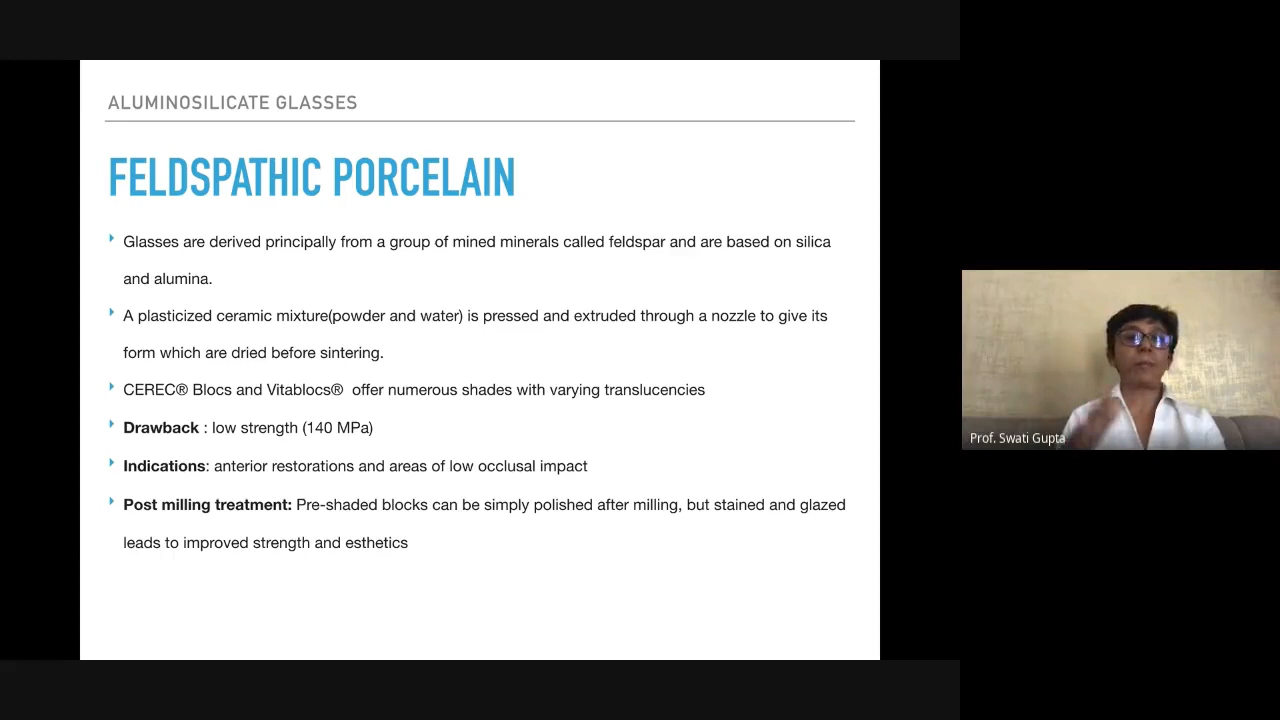 ALUMINOSILICATE GLASSES
FELDSPATHIC PORCELAIN
Glasses are derived principally from a group of mined minerals called feldspar and are based on silica
and alumina.
A plasticized ceramic mixture(powder and water) is pressed and extruded through a nozzle to give its
form which are dried before sintering.
CEREC® Blocs and Vitablocs® offer numerous shades with varying translucencies
Drawback : low strength (140 MPa)
Indications: anterior restorations and areas of low occlusal impact
Post milling treatment: Pre-shaded blocks can be simply polished after milling, but stained and glazed
leads to improved strength and esthetics
Prof. Swati Gupta